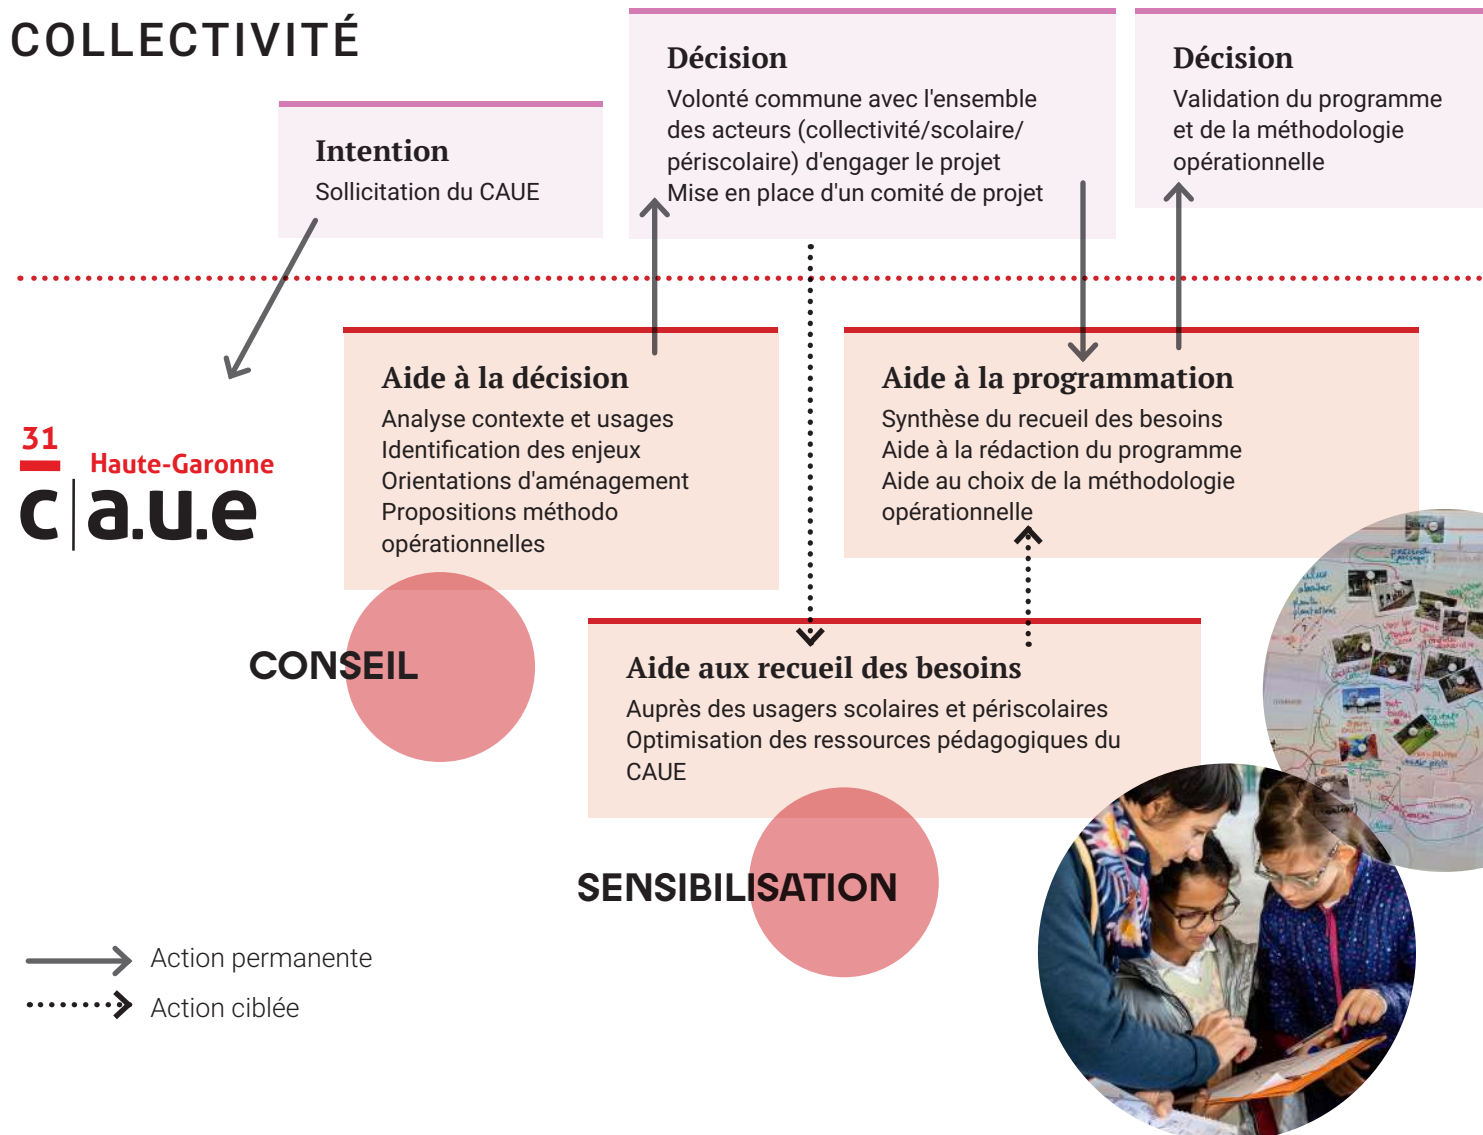 COLLECTIVITÉ
Intention
Sollicitation du CAUE
Décision
Volonté commune avec l'ensemble
des acteurs (collectivité/scolaire/
périscolaire) d'engager le projet
Mise en place d'un comité de projet
Décision
Validation du programme
et de la méthodologie
opérationnelle
31
Haute-Garonne
c|a.u.e
Aide à la décision
Analyse contexte et usages
Identification des enjeux
Orientations d'aménagement
Propositions méthodo
opérationnelles
Aide à la programmation
Synthèse du recueil des besoins
Aide à la rédaction du programme
Aide au choix de la méthodologie
opérationnelle
CONSEIL
Aide aux recueil des besoins
Auprès des usagers scolaires et périscolaires
Optimisation des ressources pédagogiques du
CAUE
SENSIBILISATION
Action permanente
Action ciblée